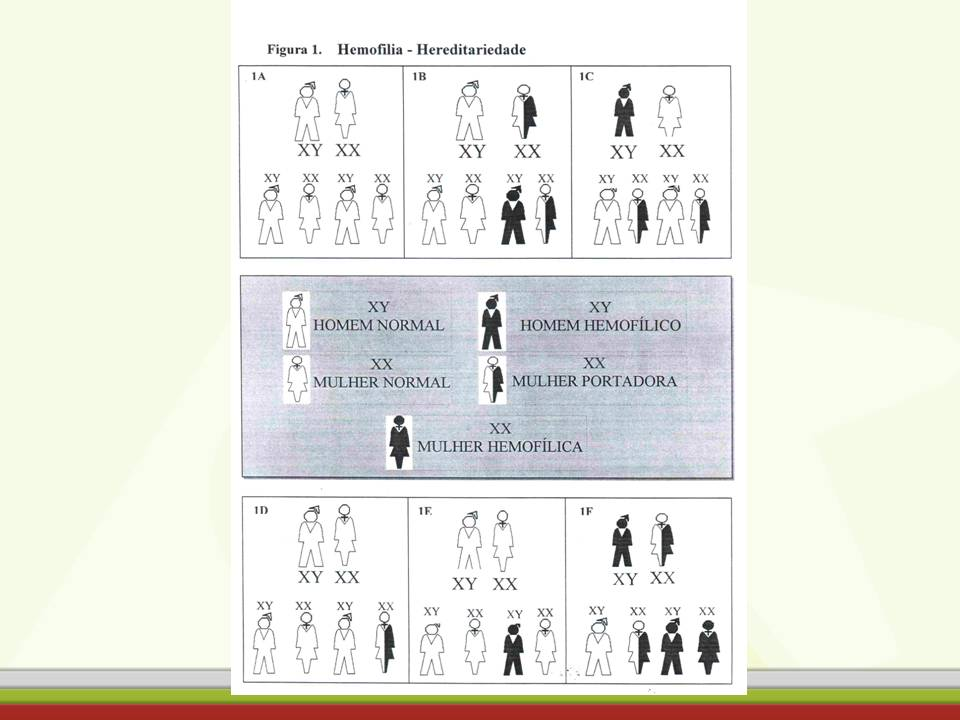 Figura 1. Hemofilia - Hereditariedade
1A
XY XX
XY XX XY XX
1B
XY XX
XY XX XY XX
1C
XY XX
XY XX XY XX
XY
HOMEM NORMAL
XY
HOMEM HEMOFÍLICO
XX
MULHER NORMAL
XX
MULHER PORTADORA
XX
MULHER HEMOFÍLICA
1D
XY XX
XY XX XY XX
1E
XY XX
XY XX XY XX
1F
XY XX
XY XX XY XX